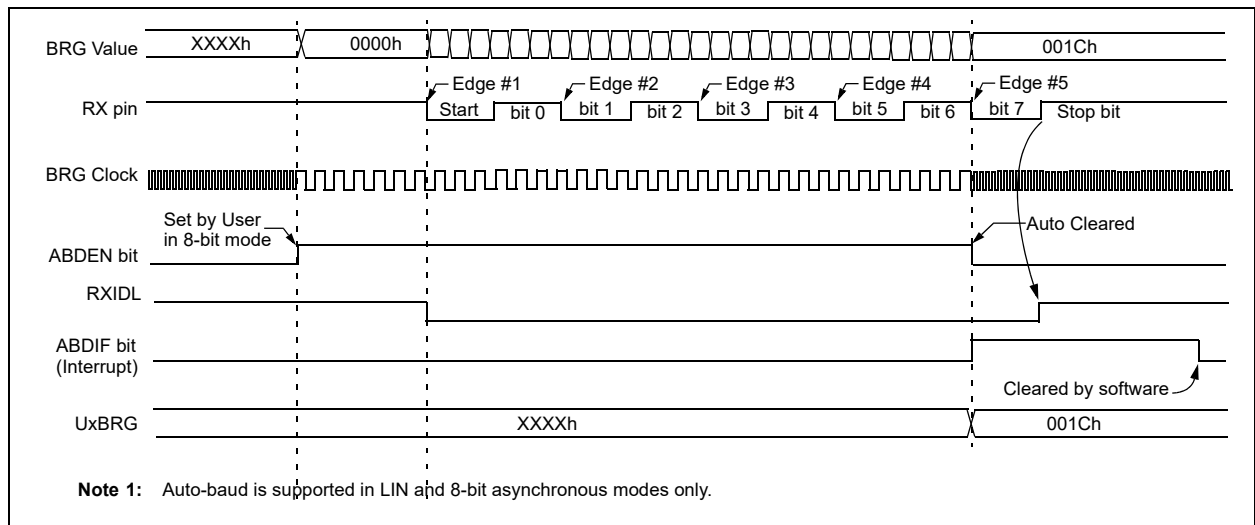 BRG Value
XXXXh
0000h
001Ch
Edge #1
Edge #2
Edge #3
Edge #4
Edge #5
RX pin
Start
bit 0
bit 1
bit 2
bit 3
bit 4
bit 5
bit 6
bit 7
Stop bit
BRG Clock
Set by User
in 8-bit mode
Auto Cleared
ABDEN bit
RXIDL
ABDIF bit
(Interrupt)
Cleared by software
UxBRG
XXXXh
001Ch
Note 1: Auto-baud is supported in LIN and 8-bit asynchronous modes only.